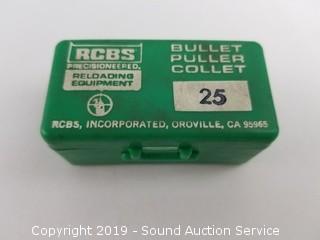 RCBS
PRECISIONEERED.
RELOADING
EQUIPMENT
BULLET
PULLER
COLLET
25
RCBS, INCORPORATED, OROVILLE, CA 95965
Copyright 2019 - Sound Auction Service